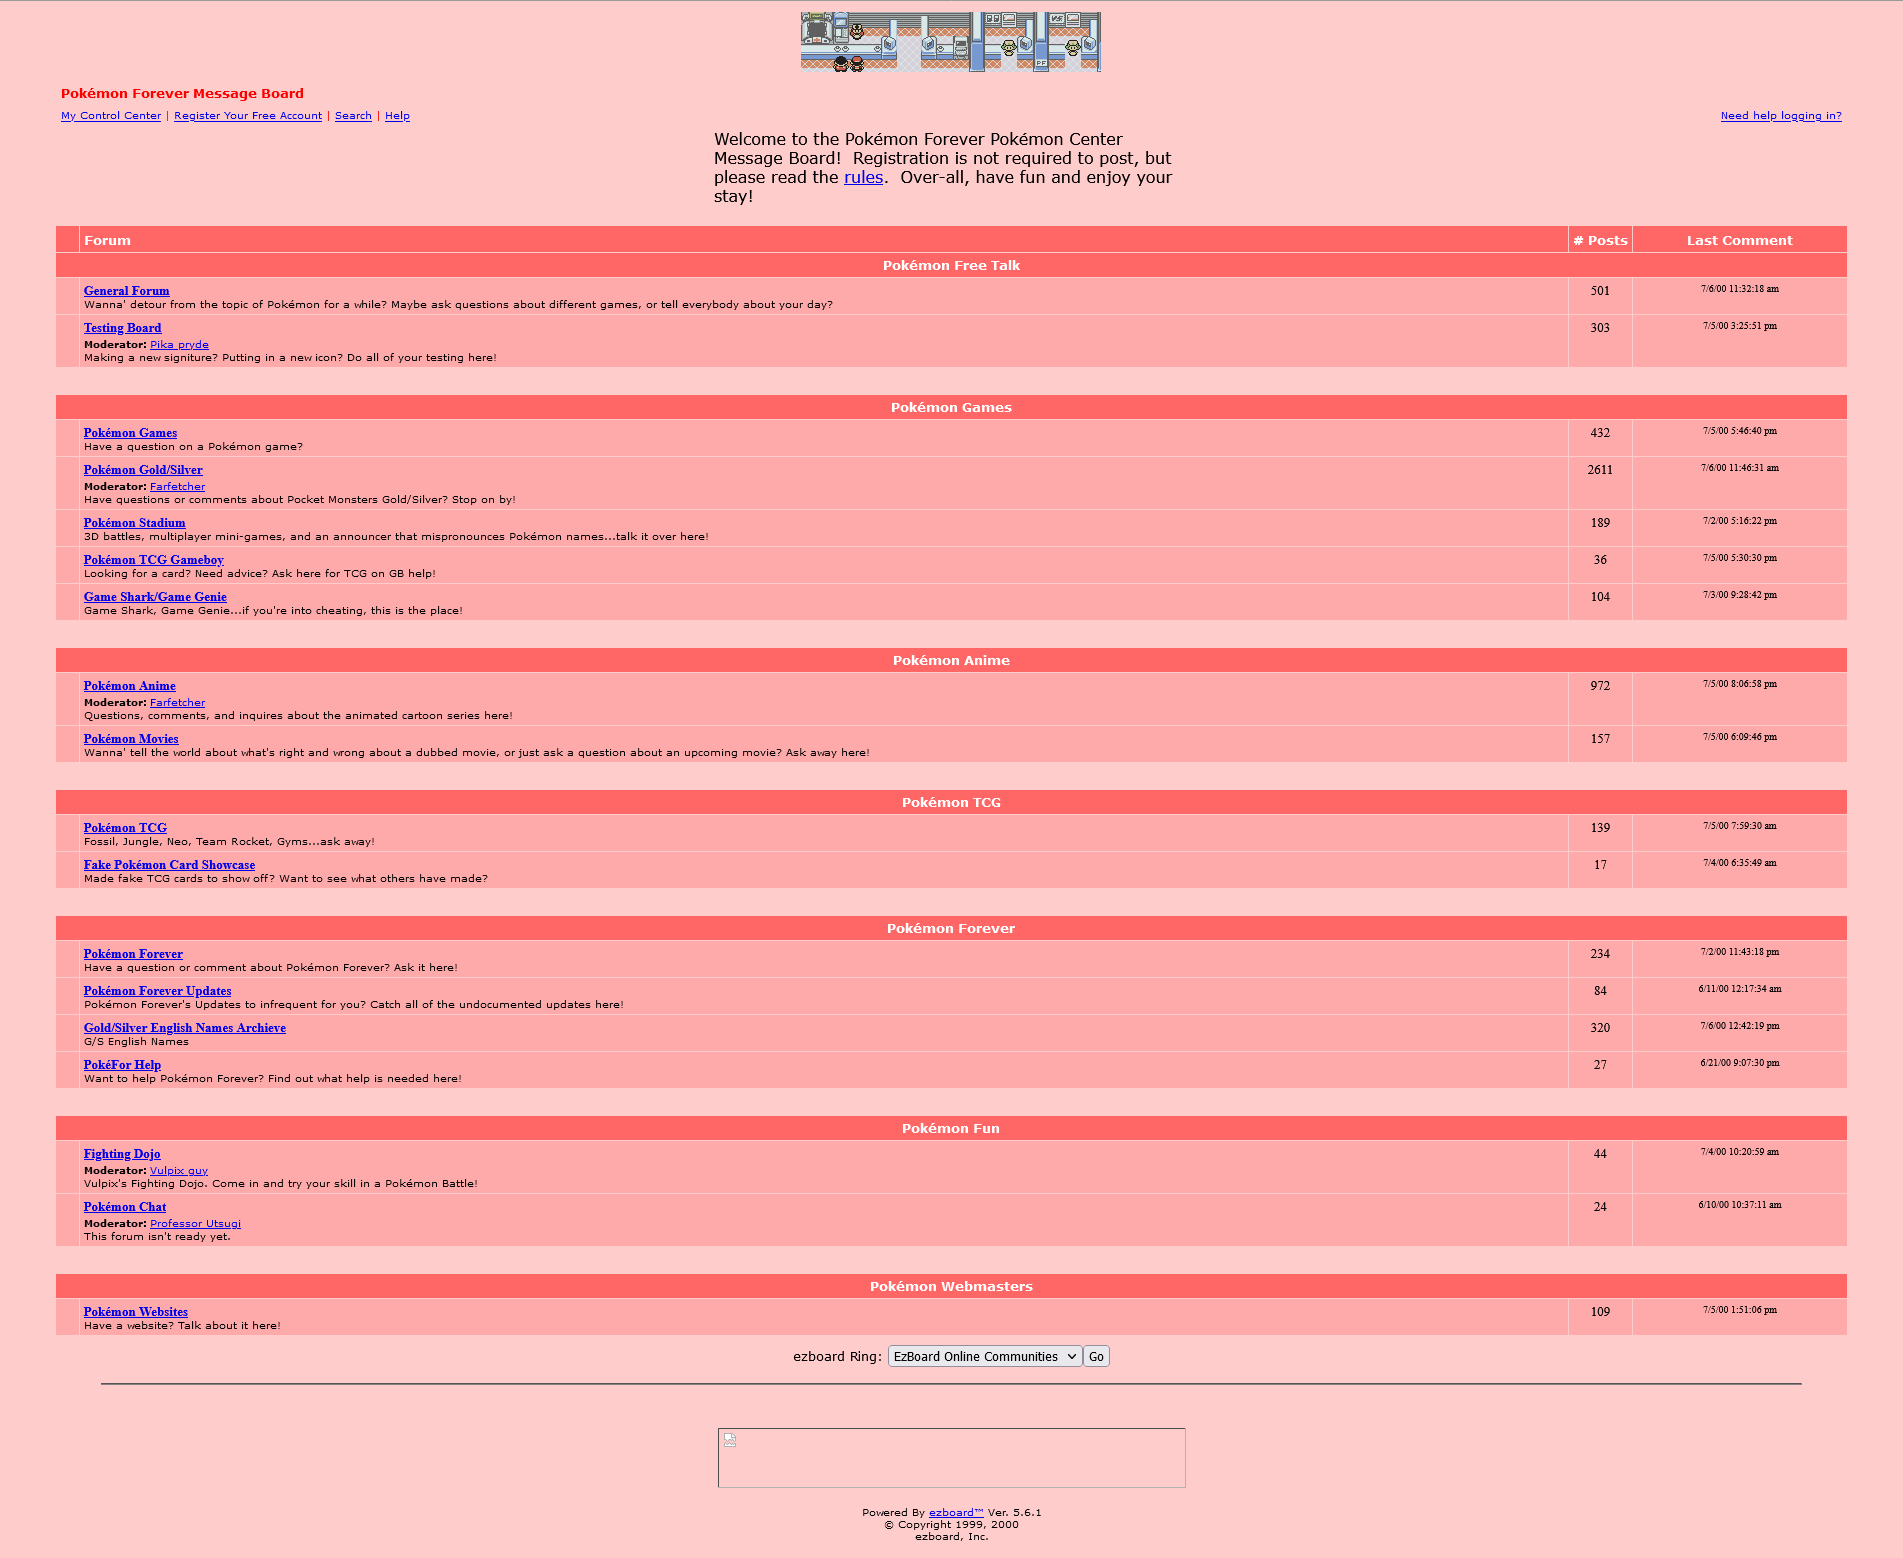 Pokémon Forever Message Board
My Control Center | Register Your Free Account | Search | Help
Need help logging in?
Welcome to the Pokémon Forever Pokémon Center
Message Board!  Registration is not required to post, but
please read the rules.  Over-all, have fun and enjoy your
stay!
Forum # Posts Last Comment
Pokémon Free Talk
General Forum 501 7/6/00 11:32:18 am
Wanna' detour from the topic of Pokémon for a while? Maybe ask questions about different games, or tell everybody about your day?
Testing Board 303 7/5/00 3:25:51 pm
Moderator: Pika pryde
Making a new signiture? Putting in a new icon? Do all of your testing here!
Pokémon Games
Pokémon Games 432 7/5/00 5:46:40 pm
Have a question on a Pokémon game?
Pokémon Gold/Silver 2611 7/6/00 11:46:31 am
Moderator: Farfetcher
Have questions or comments about Pocket Monsters Gold/Silver? Stop on by!
Pokémon Stadium 189 7/2/00 5:16:22 pm
3D battles, multiplayer mini-games, and an announcer that mispronounces Pokémon names...talk it over here!
Pokémon TCG Gameboy 36 7/5/00 5:30:30 pm
Looking for a card? Need advice? Ask here for TCG on GB help!
Game Shark/Game Genie 104 7/3/00 9:28:42 pm
Game Shark, Game Genie...if you're into cheating, this is the place!
Pokémon Anime
Pokémon Anime 972 7/5/00 8:06:58 pm
Moderator: Farfetcher
Questions, comments, and inquires about the animated cartoon series here!
Pokémon Movies 157 7/5/00 6:09:46 pm
Wanna' tell the world about what's right and wrong about a dubbed movie, or just ask a question about an upcoming movie? Ask away here!
Pokémon TCG
Pokémon TCG 139 7/5/00 7:59:30 am
Fossil, Jungle, Neo, Team Rocket, Gyms...ask away!
Fake Pokémon Card Showcase 17 7/4/00 6:35:49 am
Made fake TCG cards to show off? Want to see what others have made?
Pokémon Forever
Pokémon Forever 234 7/2/00 11:43:18 pm
Have a question or comment about Pokémon Forever? Ask it here!
Pokémon Forever Updates 84 6/11/00 12:17:34 am
Pokémon Forever's Updates to infrequent for you? Catch all of the undocumented updates here!
Gold/Silver English Names Archieve 320 7/6/00 12:42:19 pm
G/S English Names
PokéFor Help 27 6/21/00 9:07:30 pm
Want to help Pokémon Forever? Find out what help is needed here!
Pokémon Fun
Fighting Dojo 44 7/4/00 10:20:59 am
Moderator: Vulpix guy
Vulpix's Fighting Dojo. Come in and try your skill in a Pokémon Battle!
Pokémon Chat 24 6/10/00 10:37:11 am
Moderator: Professor Utsugi
This forum isn't ready yet.
Pokémon Webmasters
Pokémon Websites 109 7/5/00 1:51:06 pm
Have a website? Talk about it here!
ezboard Ring: EzBoard Online Communities Go
Powered By ezboard™ Ver. 5.6.1
© Copyright 1999, 2000
ezboard, Inc.